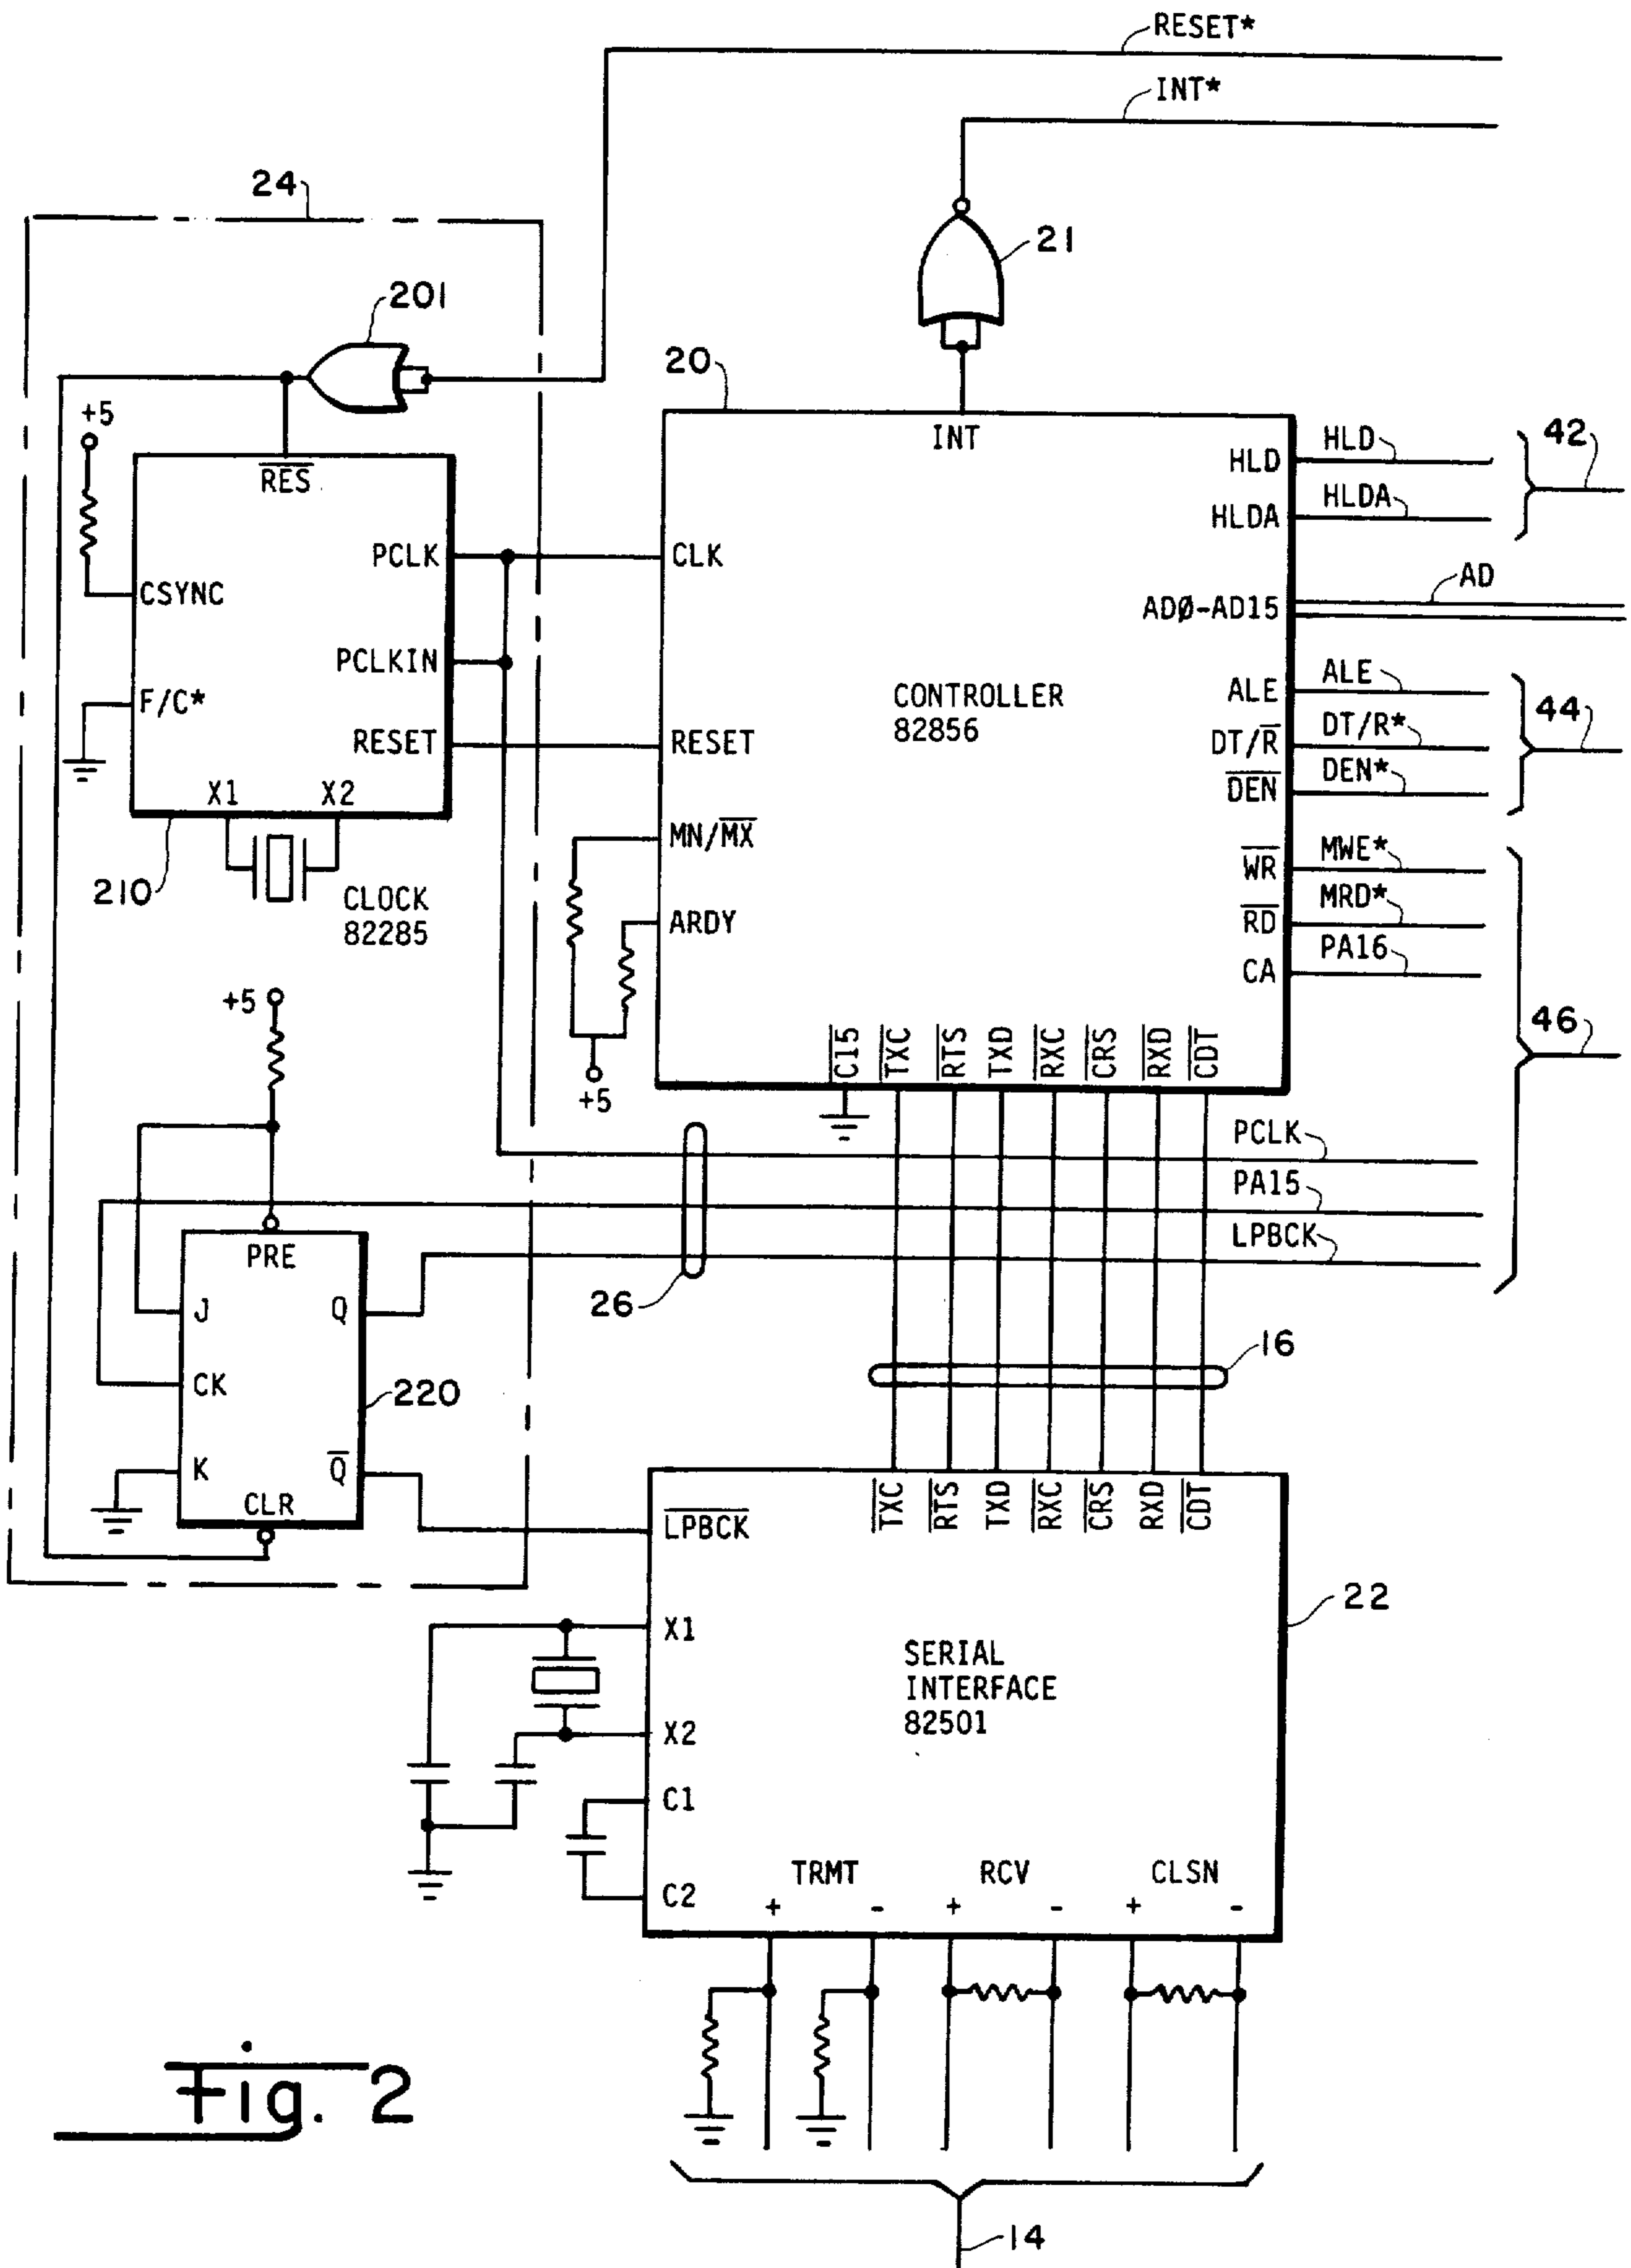 RESET*
INT*
24
21
201
20
+5
RES
INT
HLD
HLD
42
HLDA
HLDA
PCLK
CLK
CSYNC
AD
ADØ-AD15
PCLKIN
F/C*
CONTROLLER
82856
ALE
ALE
44
RESET
RESET
DT/R
DT/R*
DEN
DEN*
X1
X2
MN/MX
WR
MWE*
210
CLOCK
82285
ARDY
RD
MRD*
CA
PA16
+5
46
C15
TXC
RTS
TXD
RXC
CRS
RXD
CDT
+5
PCLK
PA15
LPBCK
PRE
J
Q
26
16
CK
220
K
Q
CLR
LPBCK
TXC
RTS
TXD
RXC
CRS
RXD
CDT
22
X1
SERIAL
INTERFACE
82501
X2
C1
C2
TRMT
RCV
CLSN
+ - + - + -
Fig. 2
14